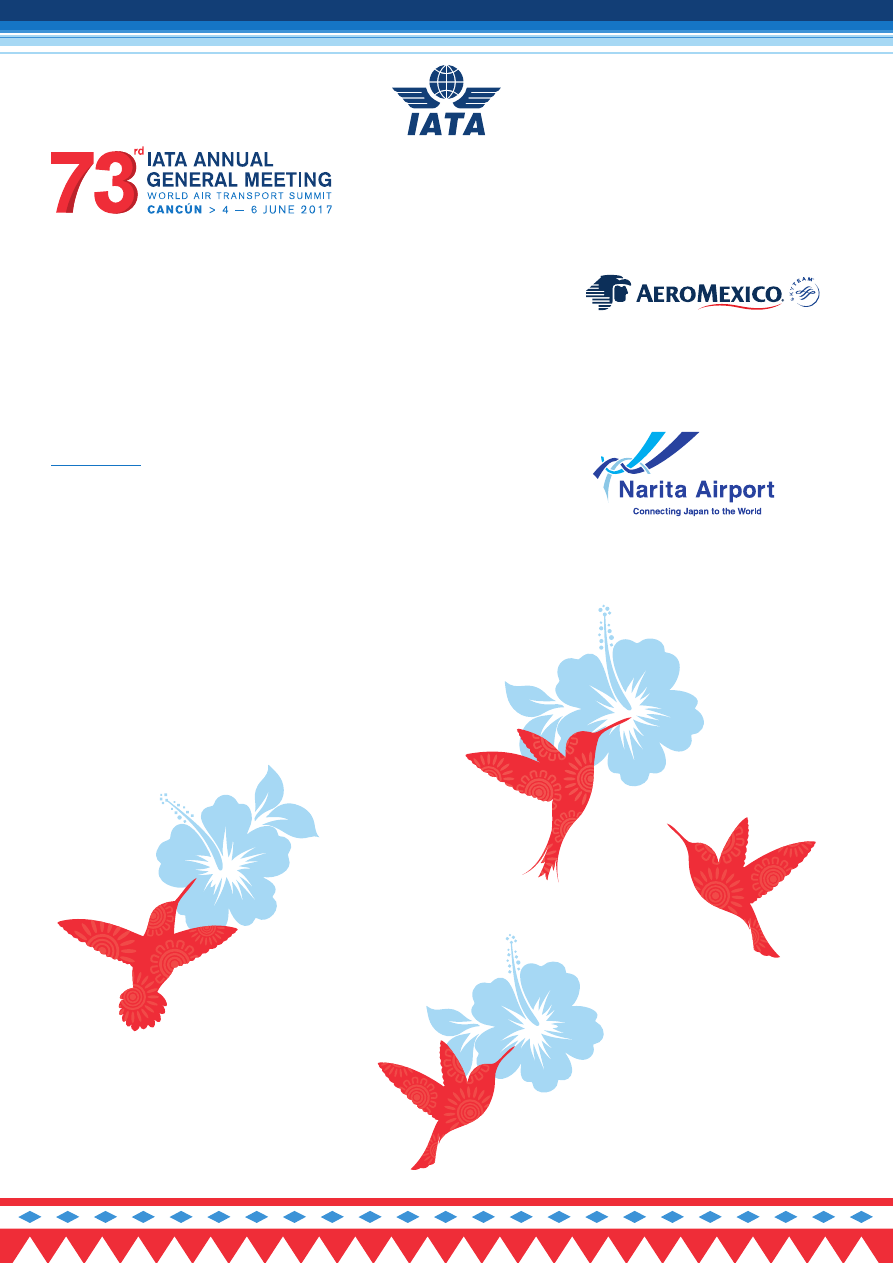 IATA
73rd IATA ANNUAL
GENERAL MEETING
WORLD AIR TRANSPORT SUMMIT
CANCÚN > 4 — 6 JUNE 2017
AEROMEXICO.
SKYTEAM
Narita Airport
Connecting Japan to the World